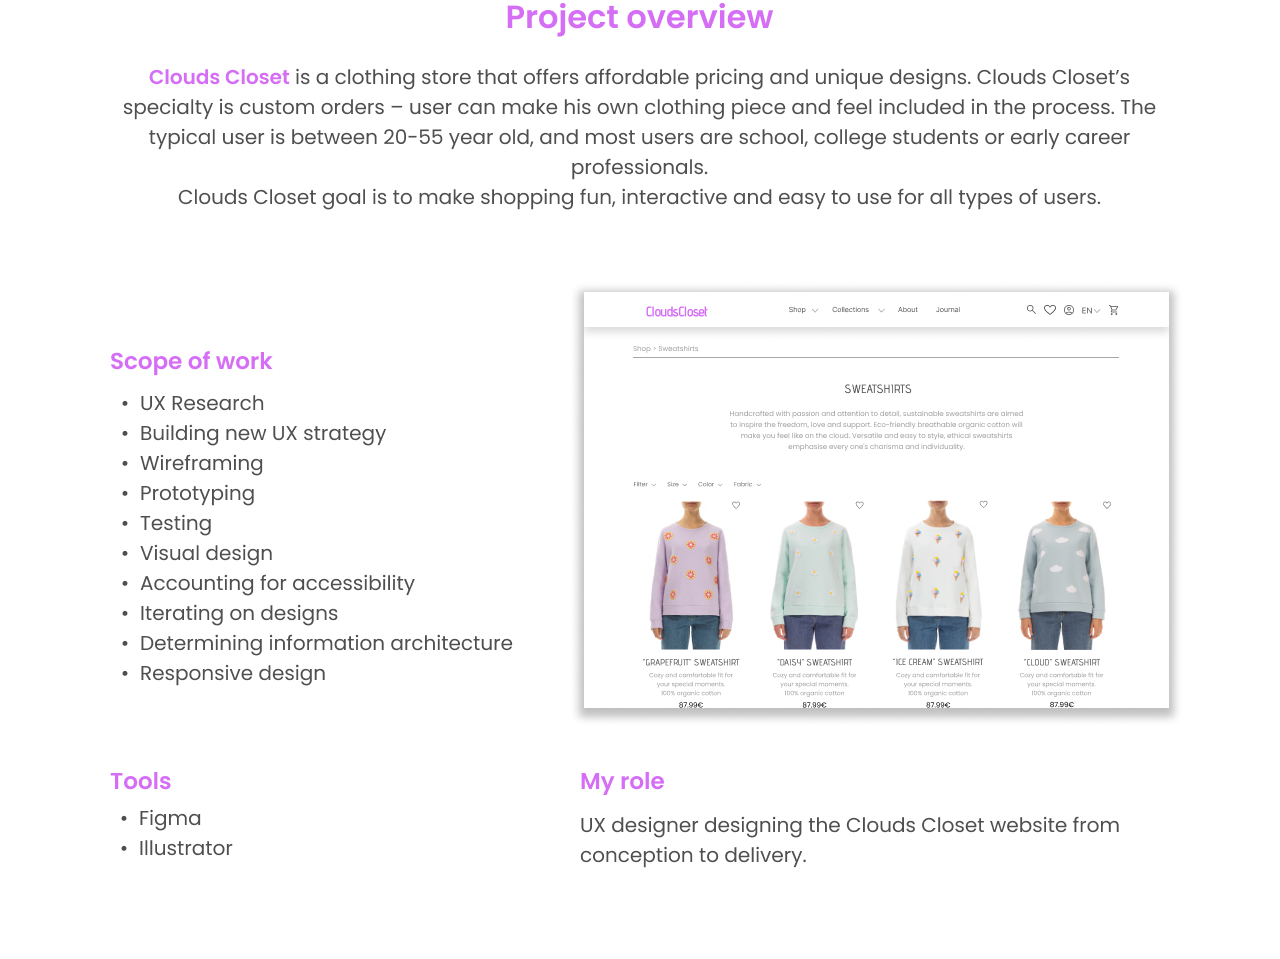 Project overview
Clouds Closet is a clothing store that offers affordable pricing and unique designs. Clouds Closet’s
specialty is custom orders – user can make his own clothing piece and feel included in the process. The
typical user is between 20-55 year old, and most users are school, college students or early career
professionals.
Clouds Closet goal is to make shopping fun, interactive and easy to use for all types of users.
Scope of work
• UX Research
• Building new UX strategy
• Wireframing
• Prototyping
• Testing
• Visual design
• Accounting for accessibility
• Iterating on designs
• Determining information architecture
• Responsive design
CloudsCloset
Shop Collections About Journal EN
Shop > Sweatshirts
SWEATSHIRTS
Handcrafted with passion and attention to detail, sustainable sweatshirts are aimed
to inspire the freedom, love and support. Eco-friendly breathable organic cotton will
make you feel like on the cloud. Versatile and easy to style, ethical sweatshirts
emphasise every one's charisma and individuality.
Filter Size Color Fabric
"GRAPEFRUIT" SWEATSHIRT
Cozy and comfortable fit for
your special moments.
100% organic cotton
87.99€
"DAISY" SWEATSHIRT
Cozy and comfortable fit for
your special moments.
100% organic cotton
87.99€
"ICE CREAM" SWEATSHIRT
Cozy and comfortable fit for
your special moments.
100% organic cotton
87.99€
"CLOUD" SWEATSHIRT
Cozy and comfortable fit for
your special moments.
100% organic cotton
87.99€
Tools
• Figma
• Illustrator
My role
UX designer designing the Clouds Closet website from
conception to delivery.